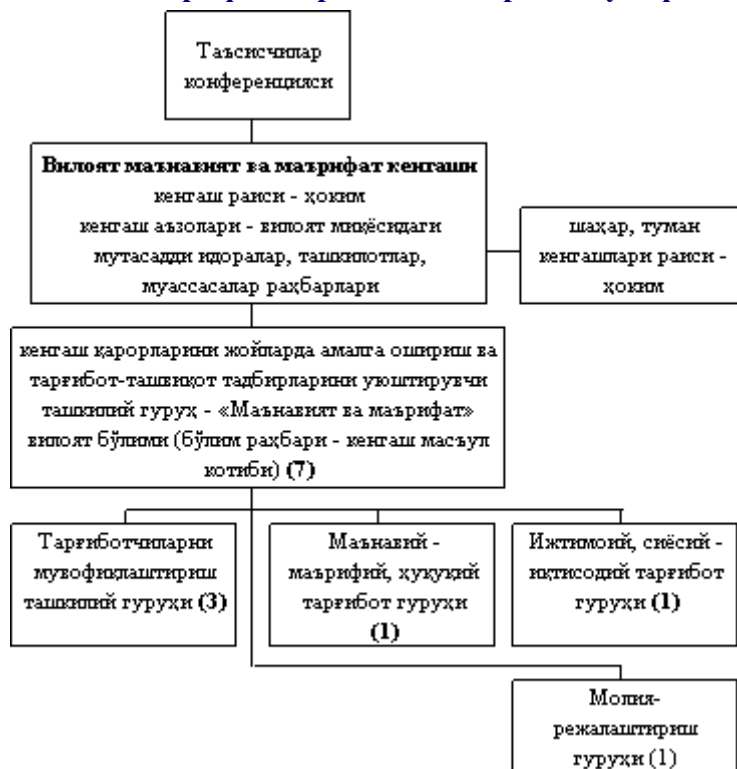 Таъсисчилар
конференцияси
Вилоят маънавият ва маърифат кенгаши
кенгаш раиси - ҳоким
кенгаш аъзолари - вилоят миқёсидаги
мутасадди идоралар, ташкилотлар,
муассасалар раҳбарлари
шаҳар, туман
кенгашлари раиси -
ҳоким
кенгаш қарорларини жойларда амалга ошириш ва
тарғибот-ташвиқот тадбирларини уюштирувчи
ташкилий гуруҳ - «Маънавият ва маърифат»
вилоят бўлими (бўлим раҳбари - кенгаш масъул
котиби) (7)
Тарғиботчиларни
мувофиқлаштириш
ташкилий гуруҳи (3)
Маънавий -
маърифий, ҳуқуқий
тарғибот гуруҳи
(1)
Ижтимоий, сиёсий -
иқтисодий тарғибот
гуруҳи (1)
Молия-
режалаштириш
гуруҳи (1)